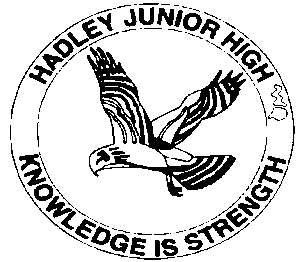 HADLEY JUNIOR HIGH
KNOWLEDGE IS STRENGTH